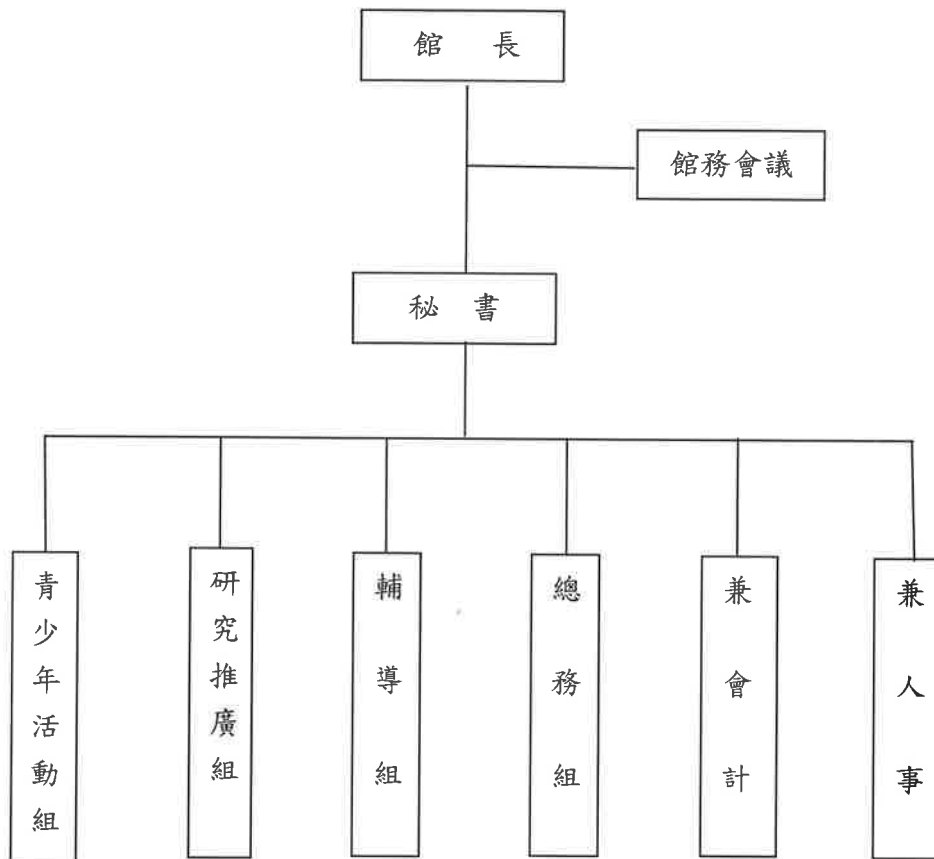 館 長
館務會議
秘 書
青少年活動組
研究推廣組
輔導組
總務組
兼會計
兼人事